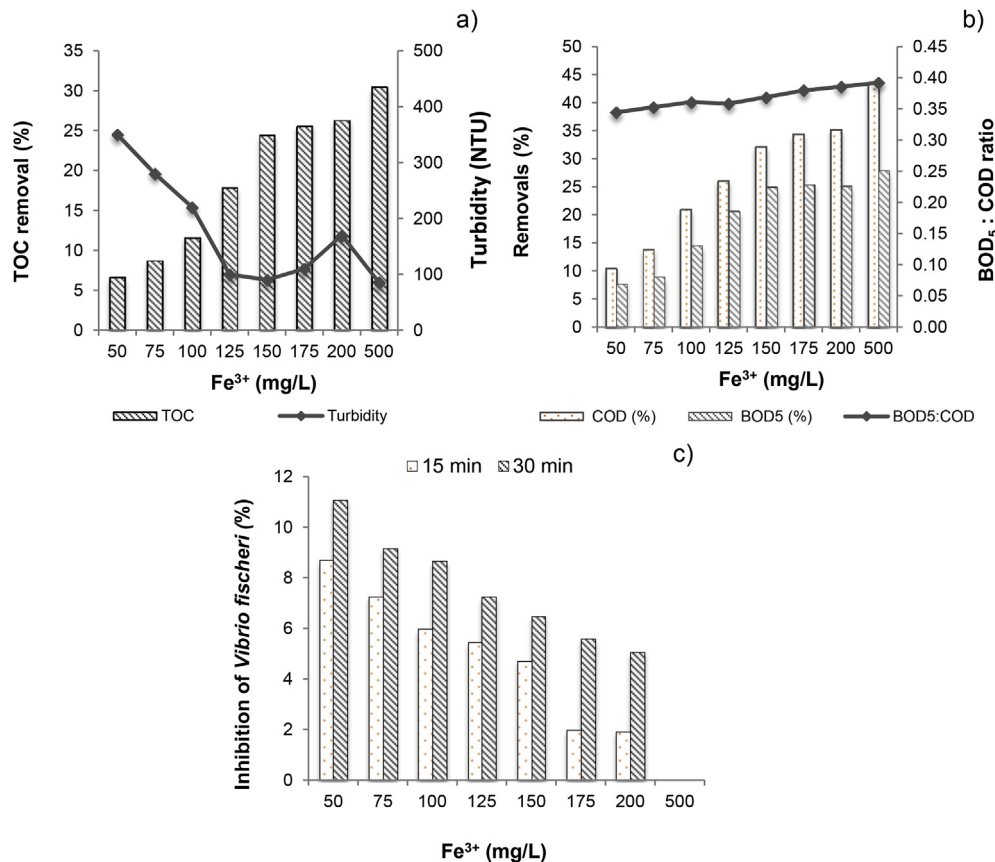 a)
TOC removal (%)
35
30
25
20
15
10
5
0
500
400
300
200
100
0
Turbidity (NTU)
50 75 100 125 150 175 200 500
Fe³⁺ (mg/L)
TOC Turbidity
b)
Removals (%)
50
45
40
35
30
25
20
15
10
5
0
0.45
0.40
0.35
0.30
0.25
0.20
0.15
0.10
0.05
0.00
BOD₅ : COD ratio
50 75 100 125 150 175 200 500
Fe³⁺ (mg/L)
COD (%) BOD5 (%) BOD5:COD
c)
15 min 30 min
Inhibition of Vibrio fischeri (%)
12
10
8
6
4
2
0
50 75 100 125 150 175 200 500
Fe³⁺ (mg/L)